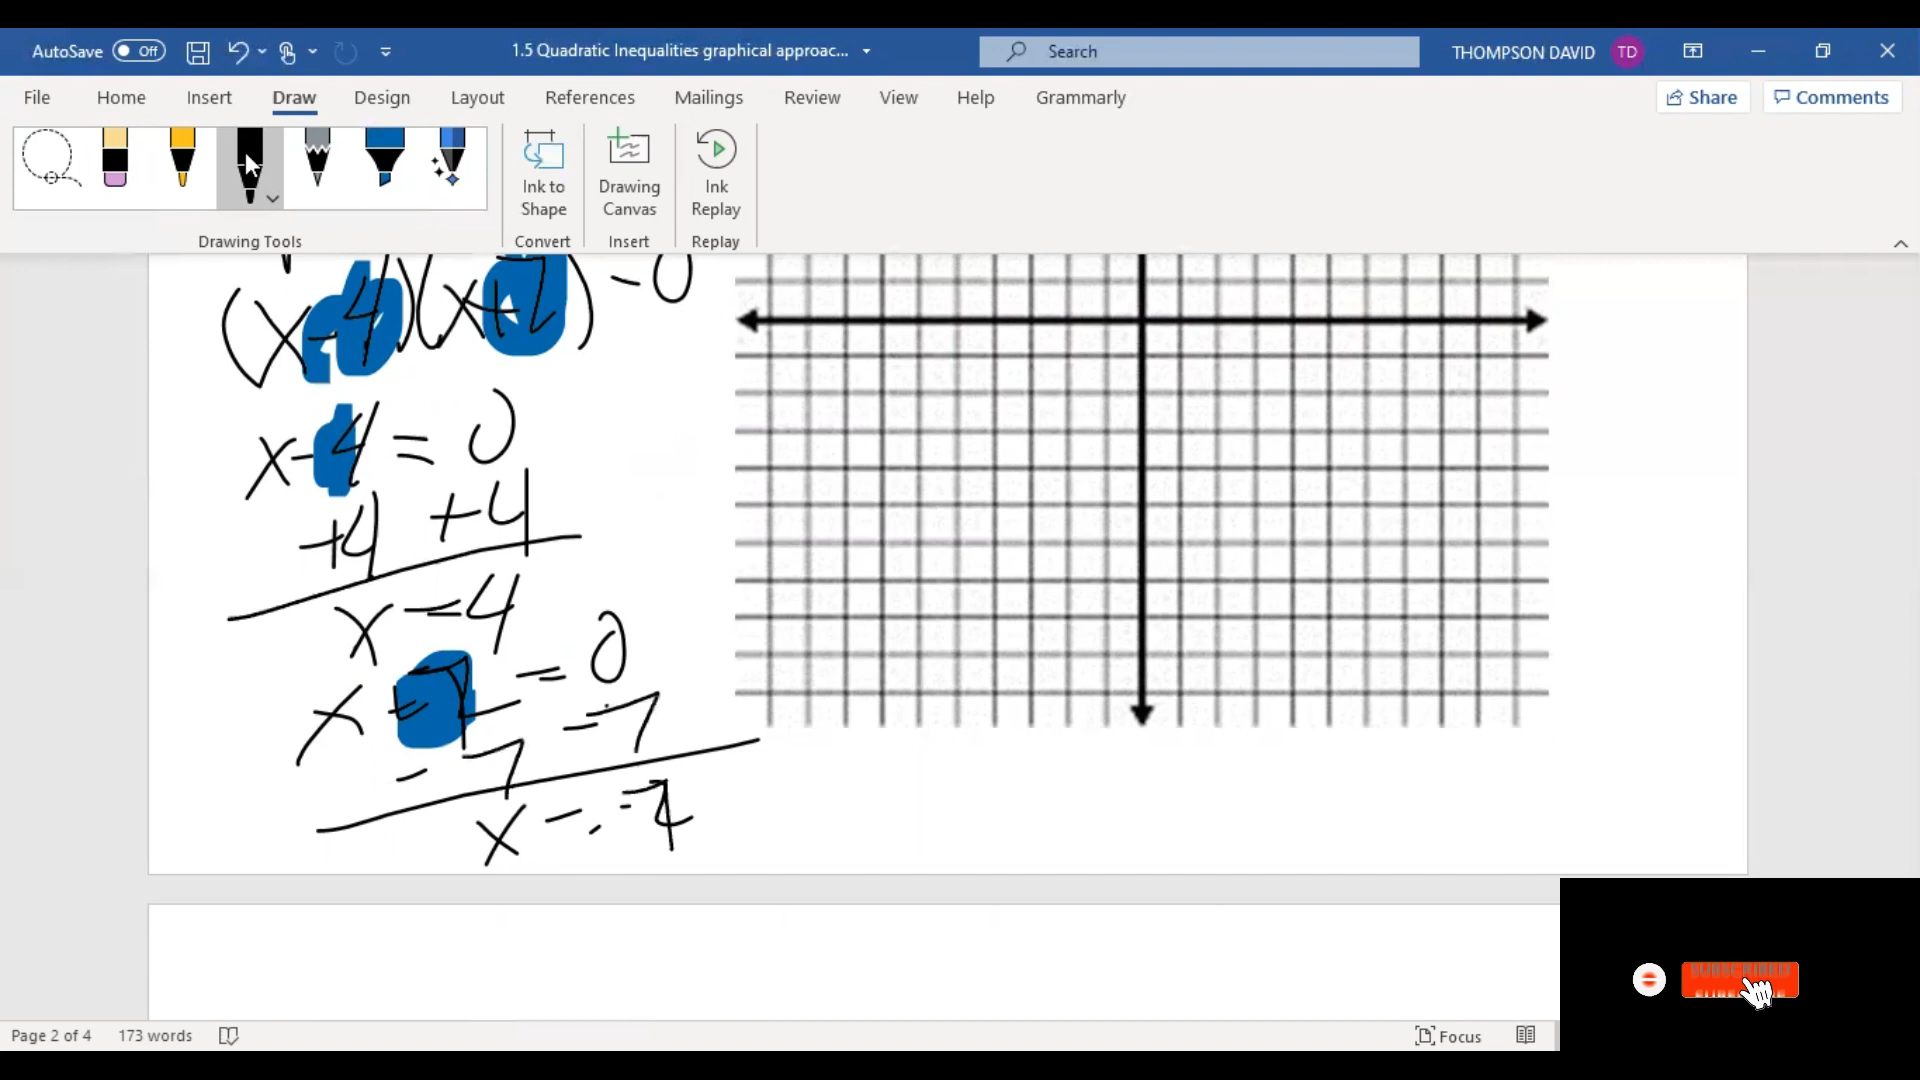 AutoSave Off 1.5 Quadratic Inequalities graphical approac... Search THOMPSON DAVID TD
File Home Insert Draw Design Layout References Mailings Review View Help Grammarly Share Comments
Ink to Shape
Drawing Canvas
Ink Replay
Drawing Tools Convert Insert Replay
(x-4)(x+7) - 0
x-4 = 0
+4 +4
x = 4
= 0
-7 -7
x =
Page 2 of 4 173 words Focus